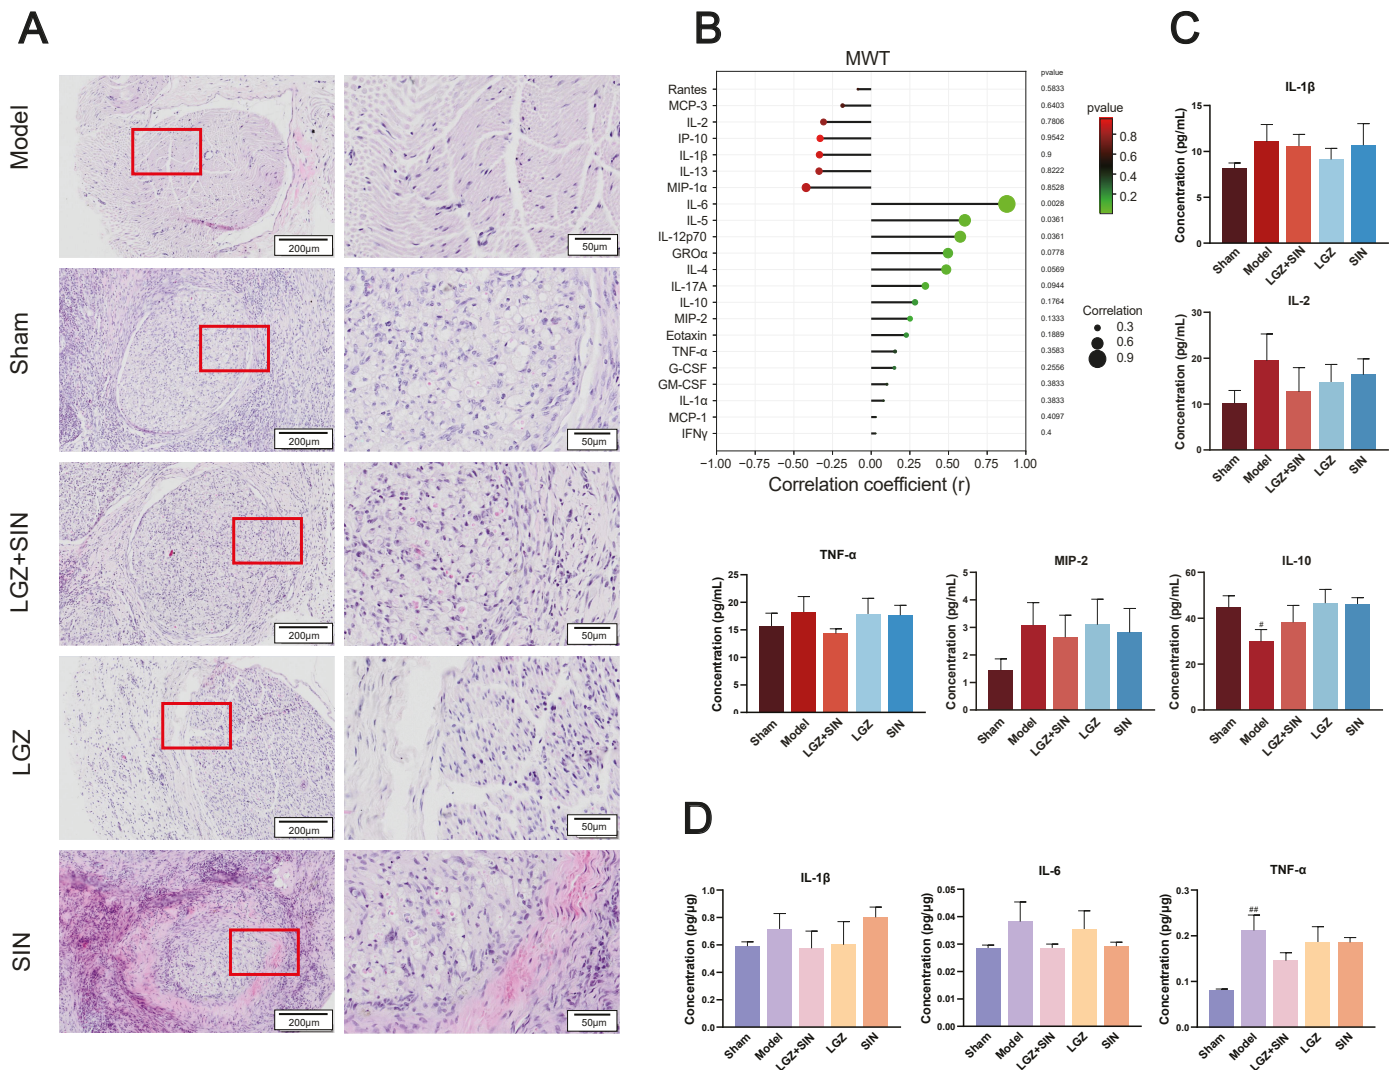 A
Model
200μm
50μm
Sham
200μm
50μm
LGZ+SIN
200μm
50μm
LGZ
200μm
50μm
SIN
200μm
50μm
B
MWT
pvalue
Rantes 0.5833
MCP-3 0.6403
IL-2 0.7806
IP-10 0.9542
IL-1β 0.9
IL-13 0.8222
MIP-1α 0.8528
IL-6 0.0028
IL-5 0.0361
IL-12p70 0.0361
GROα 0.0778
IL-4 0.0569
IL-17A 0.0944
IL-10 0.1764
MIP-2 0.1333
Eotaxin 0.1889
TNF-α 0.3583
G-CSF 0.2556
GM-CSF 0.3833
IL-1α 0.3833
MCP-1 0.4097
IFNγ 0.4
−1.00 −0.75 −0.50 −0.25 0.00 0.25 0.50 0.75 1.00
Correlation coefficient (r)
pvalue
0.8
0.6
0.4
0.2
Correlation
0.3
0.6
0.9
C
IL-1β
Concentration (pg/mL)
15
10
5
0
Sham Model LGZ+SIN LGZ SIN
IL-2
Concentration (pg/mL)
30
20
10
0
Sham Model LGZ+SIN LGZ SIN
TNF-α
Concentration (pg/mL)
25
20
15
10
5
0
Sham Model LGZ+SIN LGZ SIN
MIP-2
Concentration (pg/mL)
5
4
3
2
1
0
Sham Model LGZ+SIN LGZ SIN
IL-10
Concentration (pg/mL)
60
40
60
0
#
Sham Model LGZ+SIN LGZ SIN
D
IL-1β
Concentration (pg/μg)
1.0
0.8
0.6
0.4
0.2
0.0
Sham Model LGZ+SIN LGZ SIN
IL-6
Concentration (pg/μg)
0.05
0.04
0.03
0.02
0.01
0.00
Sham Model LGZ+SIN LGZ SIN
TNF-α
Concentration (pg/μg)
0.3
0.2
0.1
0.0
##
Sham Model LGZ+SIN LGZ SIN